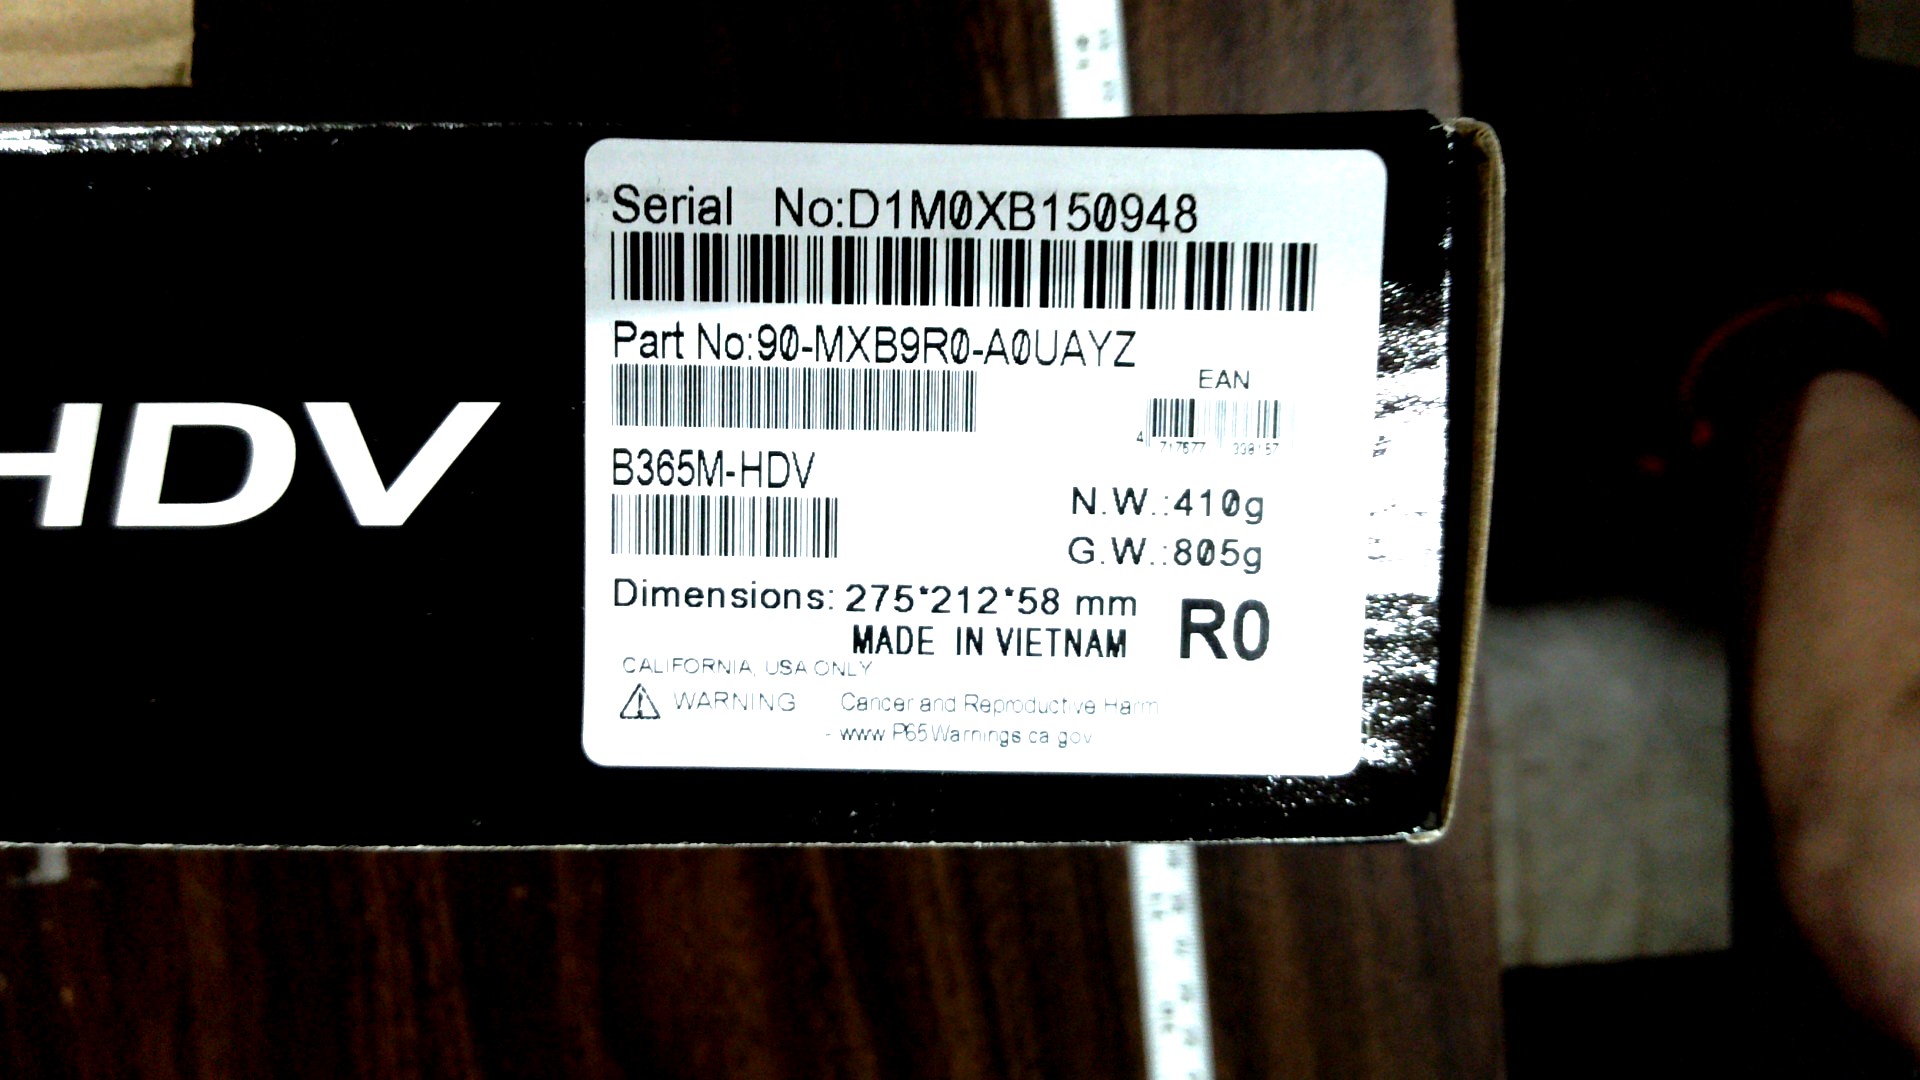 HDV
Serial No:D1M0XB150948
Part No:90-MXB9R0-A0UAYZ
EAN
B365M-HDV
N.W.:410g
G.W.:805g
Dimensions: 275*212*58 mm
MADE IN VIETNAM R0
CALIFORNIA, USA ONLY
WARNING Cancer and Reproductive Harm
- www.P65Warnings.ca.gov